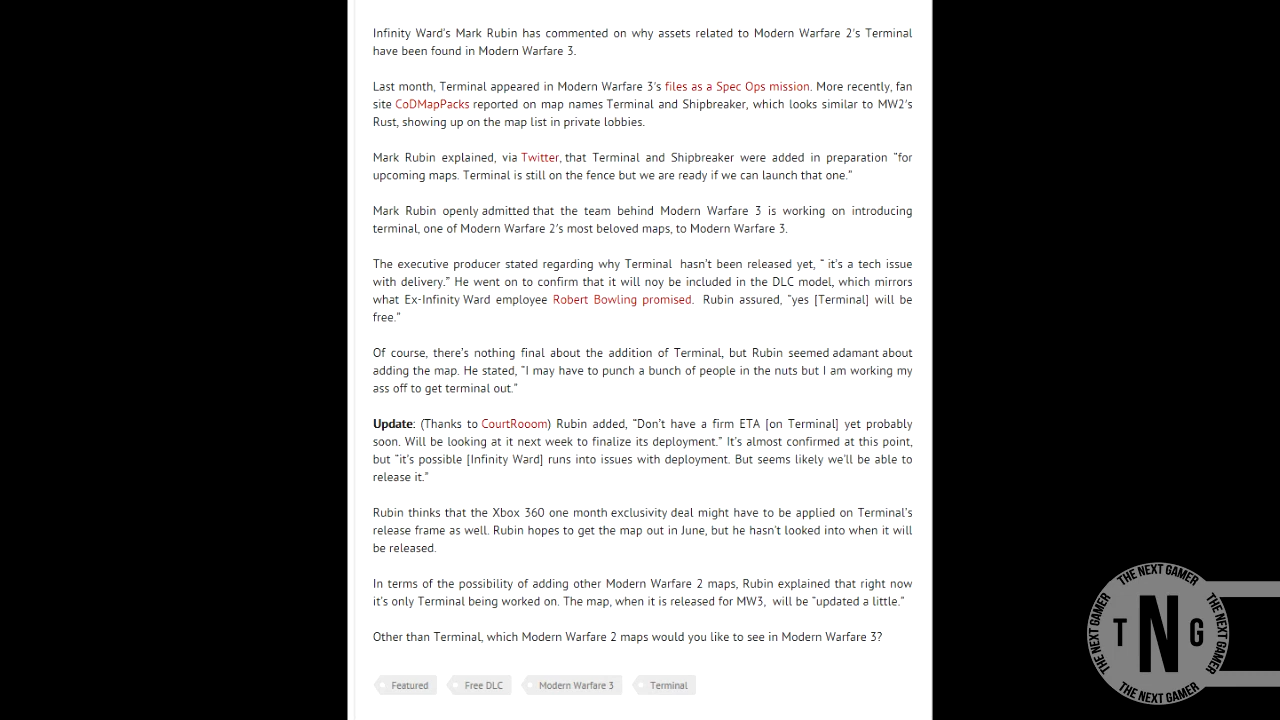 Infinity Ward's Mark Rubin has commented on why assets related to Modern Warfare 2's Terminal
have been found in Modern Warfare 3.
Last month, Terminal appeared in Modern Warfare 3's files as a Spec Ops mission. More recently, fan
site CoDMapPacks reported on map names Terminal and Shipbreaker, which looks similar to MW2's
Rust, showing up on the map list in private lobbies.
Mark Rubin explained, via Twitter, that Terminal and Shipbreaker were added in preparation "for
upcoming maps. Terminal is still on the fence but we are ready if we can launch that one."
Mark Rubin openly admitted that the team behind Modern Warfare 3 is working on introducing
terminal, one of Modern Warfare 2's most beloved maps, to Modern Warfare 3.
The executive producer stated regarding why Terminal hasn't been released yet, " it's a tech issue
with delivery." He went on to confirm that it will noy be included in the DLC model, which mirrors
what Ex-Infinity Ward employee Robert Bowling promised. Rubin assured, "yes [Terminal] will be
free."
Of course, there's nothing final about the addition of Terminal, but Rubin seemed adamant about
adding the map. He stated, "I may have to punch a bunch of people in the nuts but I am working my
ass off to get terminal out."
Update: (Thanks to CourtRooom) Rubin added, "Don't have a firm ETA [on Terminal] yet probably
soon. Will be looking at it next week to finalize its deployment." It's almost confirmed at this point,
but "it's possible [Infinity Ward] runs into issues with deployment. But seems likely we'll be able to
release it."
Rubin thinks that the Xbox 360 one month exclusivity deal might have to be applied on Terminal's
release frame as well. Rubin hopes to get the map out in June, but he hasn't looked into when it will
be released.
In terms of the possibility of adding other Modern Warfare 2 maps, Rubin explained that right now
it's only Terminal being worked on. The map, when it is released for MW3, will be "updated a little."
Other than Terminal, which Modern Warfare 2 maps would you like to see in Modern Warfare 3?
Featured Free DLC Modern Warfare 3 Terminal
THE NEXT GAMER
THE NEXT GAMER
TNG
THE NEXT GAMER
THE NEXT GAMER